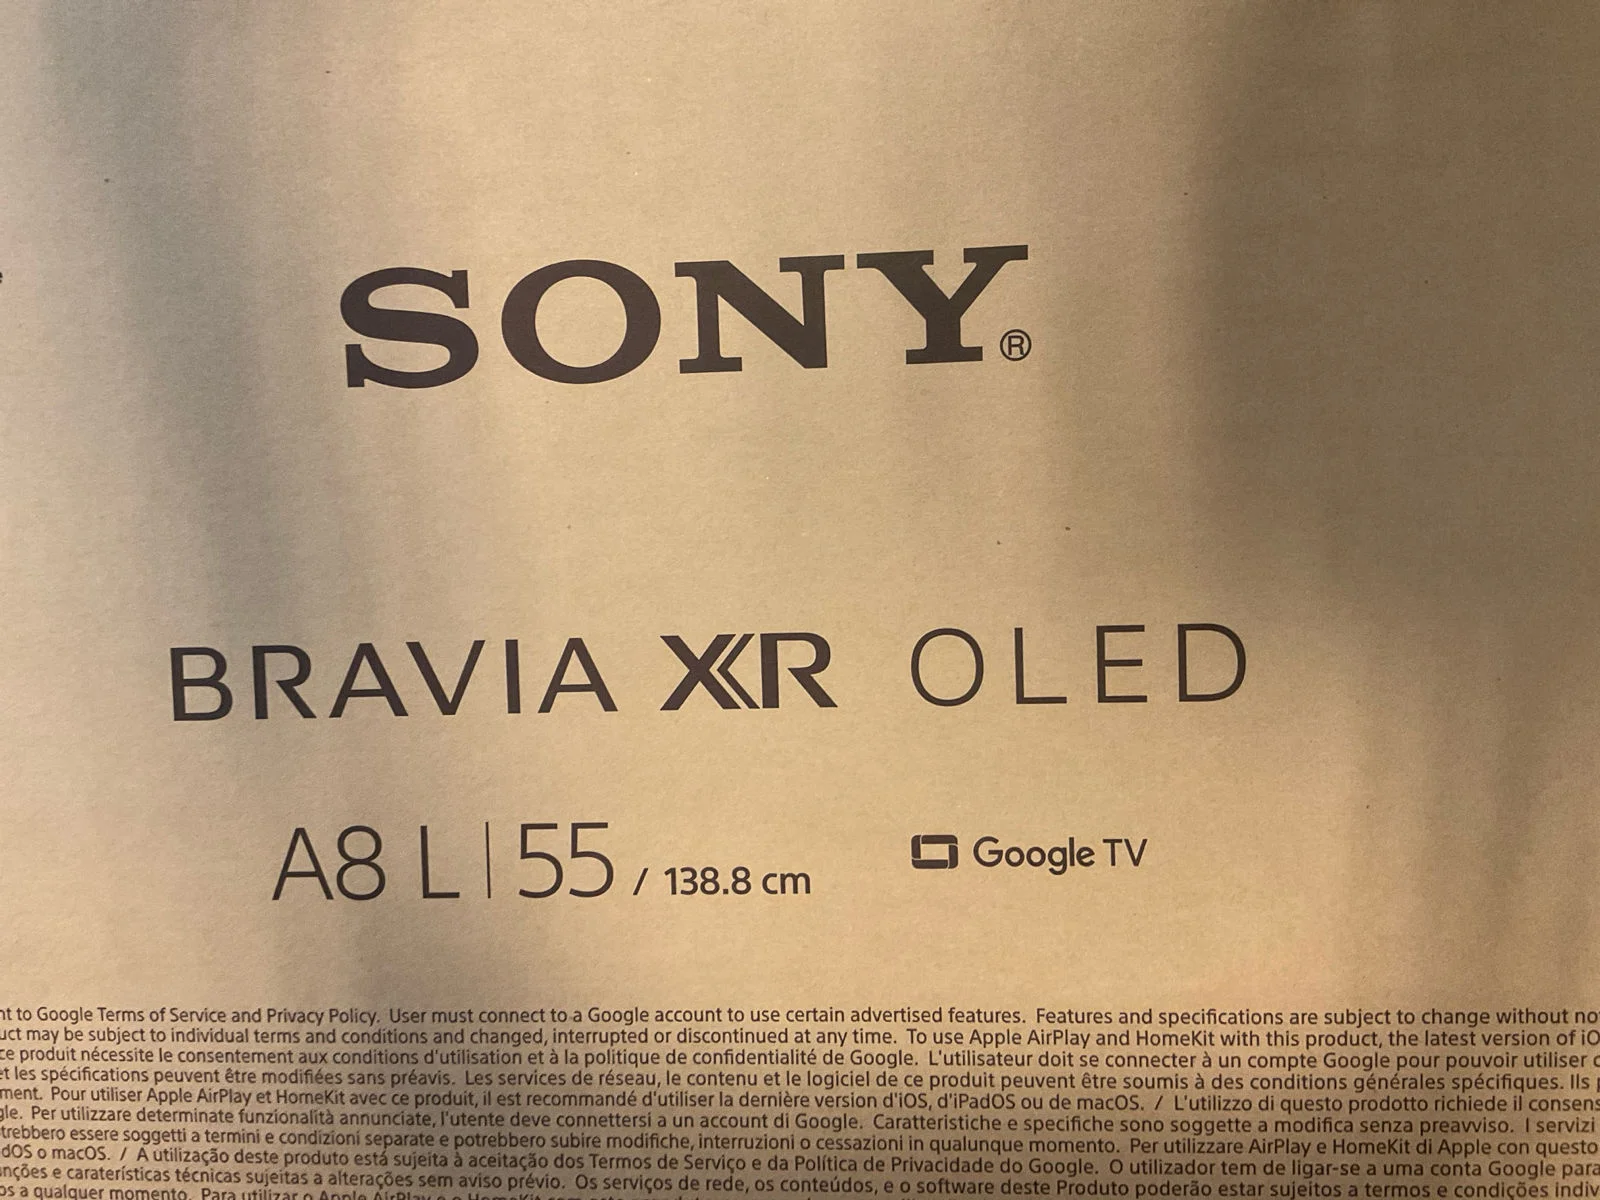 SONY®
BRAVIA XR OLED
A8 L | 55 / 138.8 cm
Google TV
to Google Terms of Service and Privacy Policy. User must connect to a Google account to use certain advertised features. Features and specifications are subject to change without
may be subject to individual terms and conditions and changed, interrupted or discontinued at any time. To use Apple AirPlay and HomeKit with this product, the latest version of
ce produit nécessite le consentement aux conditions d'utilisation et à la politique de confidentialité de Google. L'utilisateur doit se connecter à un compte Google pour pouvoir utiliser
et les spécifications peuvent être modifiées sans préavis. Les services de réseau, le contenu et le logiciel de ce produit peuvent être soumis à des conditions générales spécifiques. Ils
Pour utiliser Apple AirPlay et HomeKit avec ce produit, il est recommandé d'utiliser la dernière version d'iOS, d'iPadOS ou de macOS. / L'utilizzo di questo prodotto richiede il
Per utilizzare determinate funzionalità annunciate, l'utente deve connettersi a un account di Google. Caratteristiche e specifiche sono soggette a modifica senza preavviso. I servizi
essere soggetti a termini e condizioni separate e potrebbero subire modifiche, interruzioni o cessazioni in qualunque momento. Per utilizzare AirPlay e HomeKit di Apple con questo
o macOS. / A utilização deste produto está sujeita à aceitação dos Termos de Serviço e da Política de Privacidade do Google. O utilizador tem de ligar-se a uma conta Google para
e caraterísticas técnicas sujeitas a alterações sem aviso prévio. Os serviços de rede, os conteúdos, e o software deste Produto poderão estar sujeitos a termos e condições
a qualquer momento. Para utilizar o Apple AirPlay e o HomeKit com